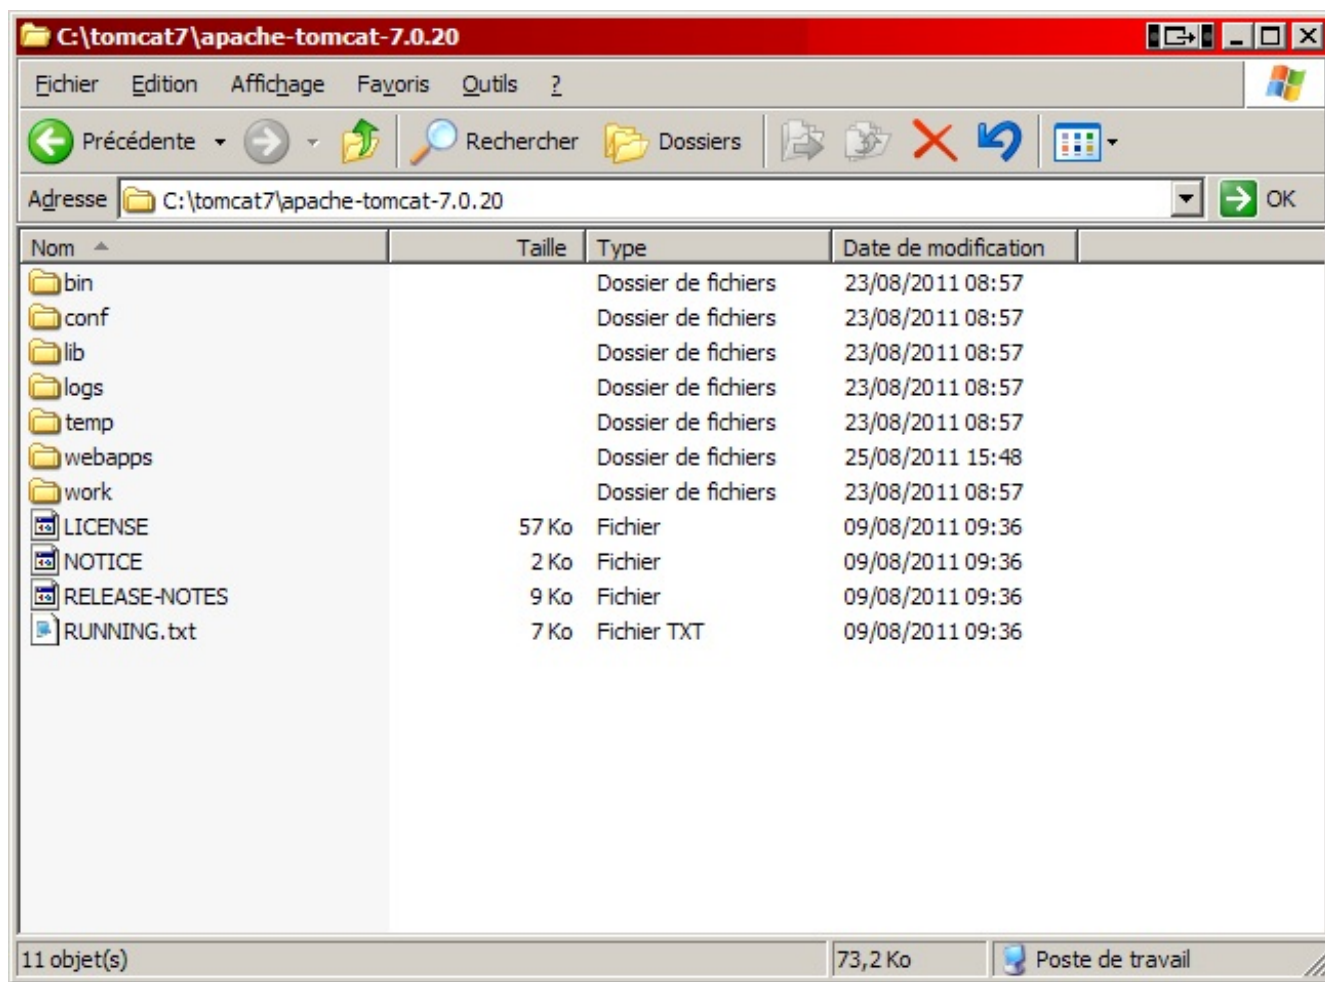 C:\tomcat7\apache-tomcat-7.0.20
Fichier Edition Affichage Favoris Outils ?
Précédente Rechercher Dossiers
Adresse C:\tomcat7\apache-tomcat-7.0.20 OK
Nom Taille Type Date de modification
bin Dossier de fichiers 23/08/2011 08:57
conf Dossier de fichiers 23/08/2011 08:57
lib Dossier de fichiers 23/08/2011 08:57
logs Dossier de fichiers 23/08/2011 08:57
temp Dossier de fichiers 23/08/2011 08:57
webapps Dossier de fichiers 25/08/2011 15:48
work Dossier de fichiers 23/08/2011 08:57
LICENSE 57 Ko Fichier 09/08/2011 09:36
NOTICE 2 Ko Fichier 09/08/2011 09:36
RELEASE-NOTES 9 Ko Fichier 09/08/2011 09:36
RUNNING.txt 7 Ko Fichier TXT 09/08/2011 09:36
11 objet(s) 73,2 Ko Poste de travail